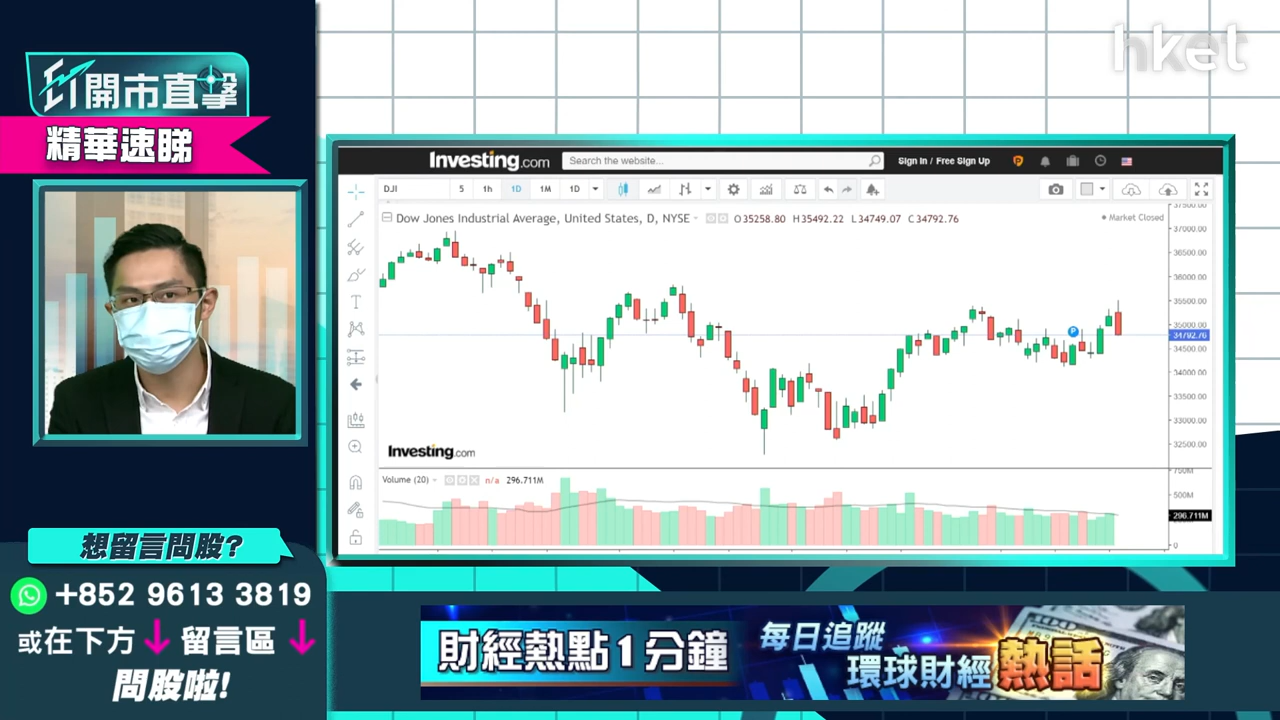 hket
ET開市直擊
精華速睇
Investing.com
Search the website...
Sign In / Free Sign Up
DJI
5
1h
1D
1M
1D
Dow Jones Industrial Average, United States, D, NYSE
O35258.80 H35492.22 L34749.07 C34792.76
Market Closed
37500.00
37000.00
36500.00
36000.00
35500.00
35000.00
34792.76
34500.00
34000.00
33500.00
33000.00
32500.00
P
Investing.com
Volume (20)
n/a
296.711M
750M
500M
296.711M
0
想留言問股?
+852 9613 3819
或在下方↓留言區↓
問股啦!
財經熱點1分鐘
每日追蹤
環球財經熱話